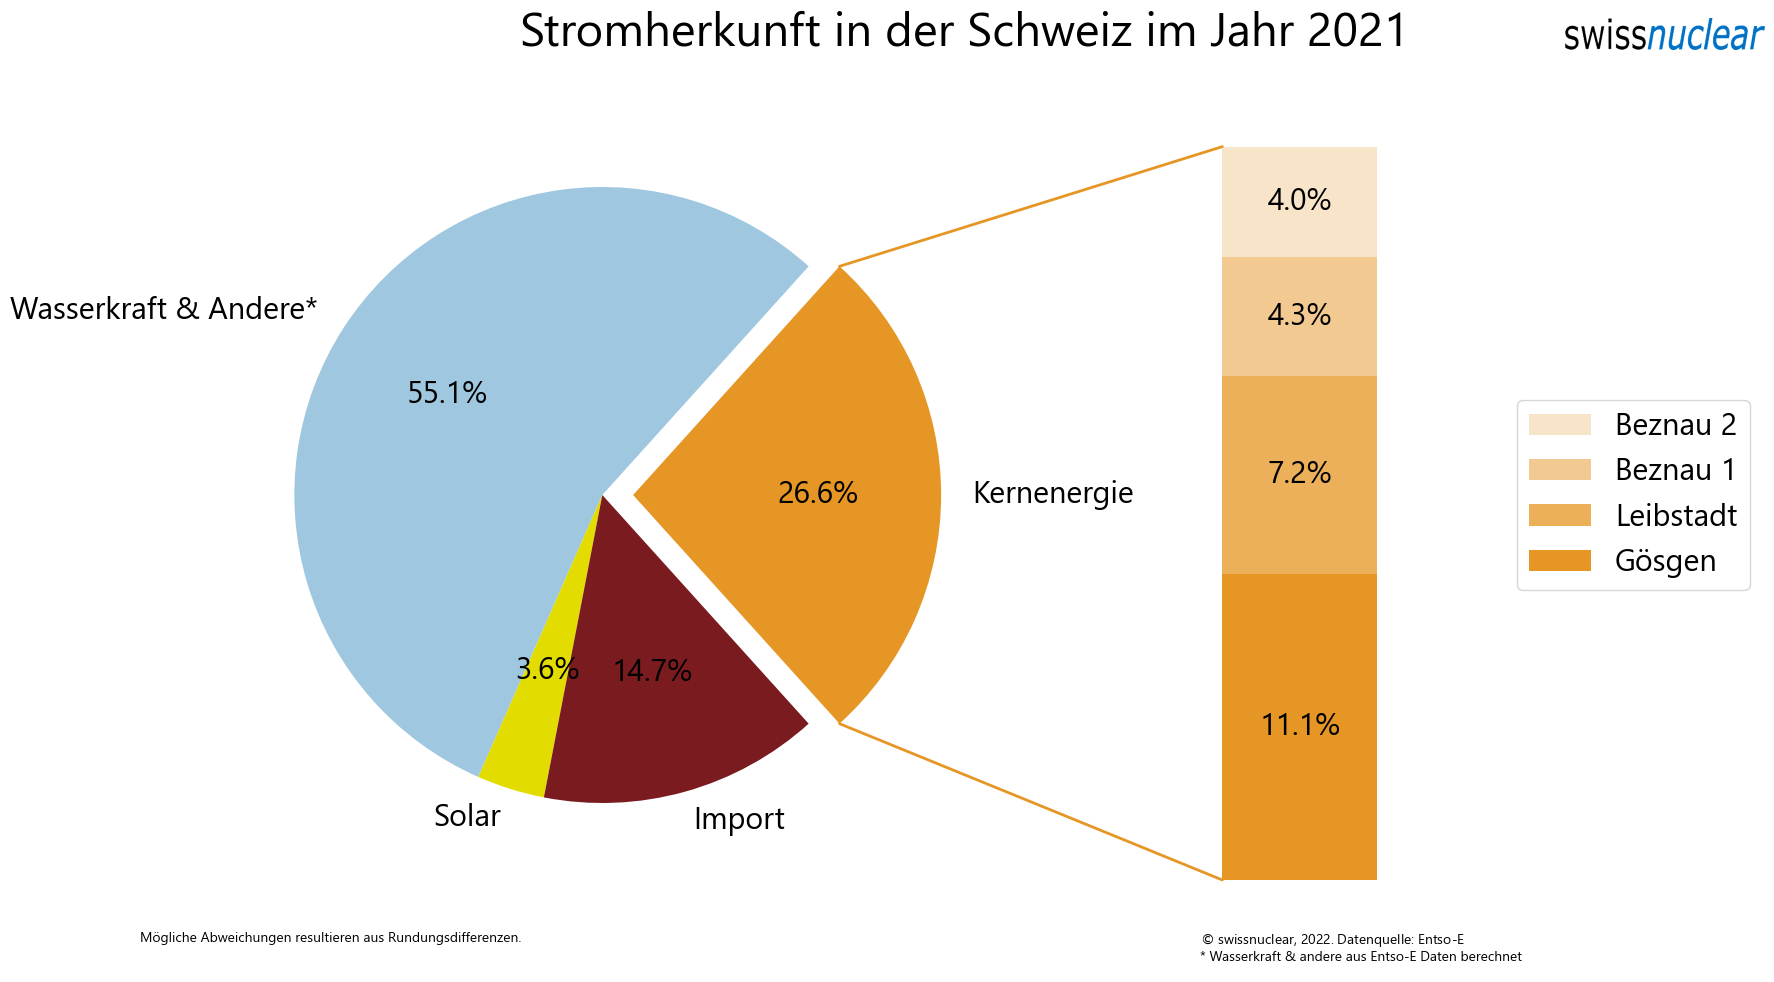 Stromherkunft in der Schweiz im Jahr 2021
swissnuclear
Wasserkraft & Andere*
55.1%
26.6%
Kernenergie
3.6%
14.7%
Solar
Import
4.0%
4.3%
7.2%
11.1%
Beznau 2
Beznau 1
Leibstadt
Gösgen
Mögliche Abweichungen resultieren aus Rundungsdifferenzen.
© swissnuclear, 2022. Datenquelle: Entso-E
* Wasserkraft & andere aus Entso-E Daten berechnet